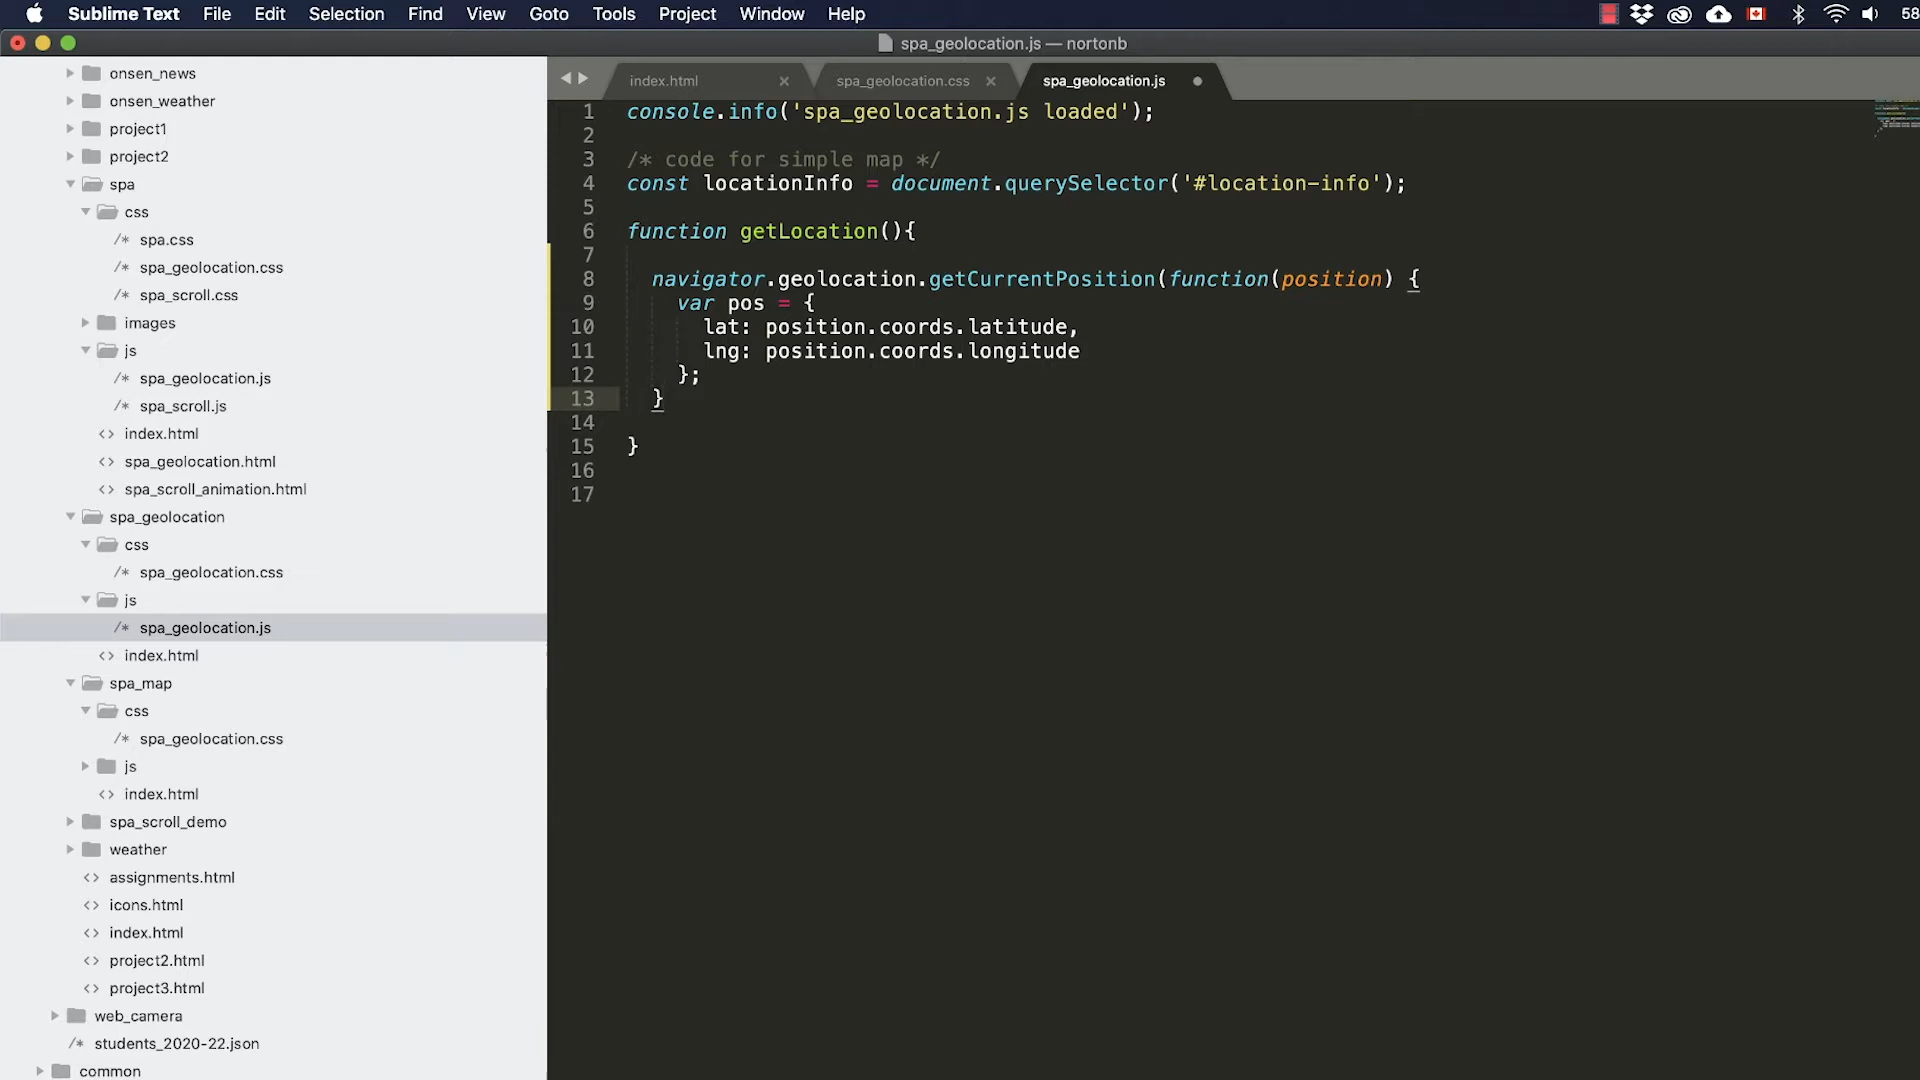 Sublime Text File Edit Selection Find View Goto Tools Project Window Help 58
spa_geolocation.js — nortonb
onsen_news
onsen_weather
project1
project2
spa
css
/* spa.css
/* spa_geolocation.css
/* spa_scroll.css
images
js
/* spa_geolocation.js
/* spa_scroll.js
<> index.html
<> spa_geolocation.html
<> spa_scroll_animation.html
spa_geolocation
css
/* spa_geolocation.css
js
/* spa_geolocation.js
<> index.html
spa_map
css
/* spa_geolocation.css
js
<> index.html
spa_scroll_demo
weather
<> assignments.html
<> icons.html
<> index.html
<> project2.html
<> project3.html
web_camera
/* students_2020-22.json
common
index.html × spa_geolocation.css × spa_geolocation.js
1 console.info('spa_geolocation.js loaded');
2
3 /* code for simple map */
4 const locationInfo = document.querySelector('#location-info');
5
6 function getLocation(){
7
8 navigator.geolocation.getCurrentPosition(function(position) {
9 var pos = {
10 lat: position.coords.latitude,
11 lng: position.coords.longitude
12 };
13 }
14
15 }
16
17